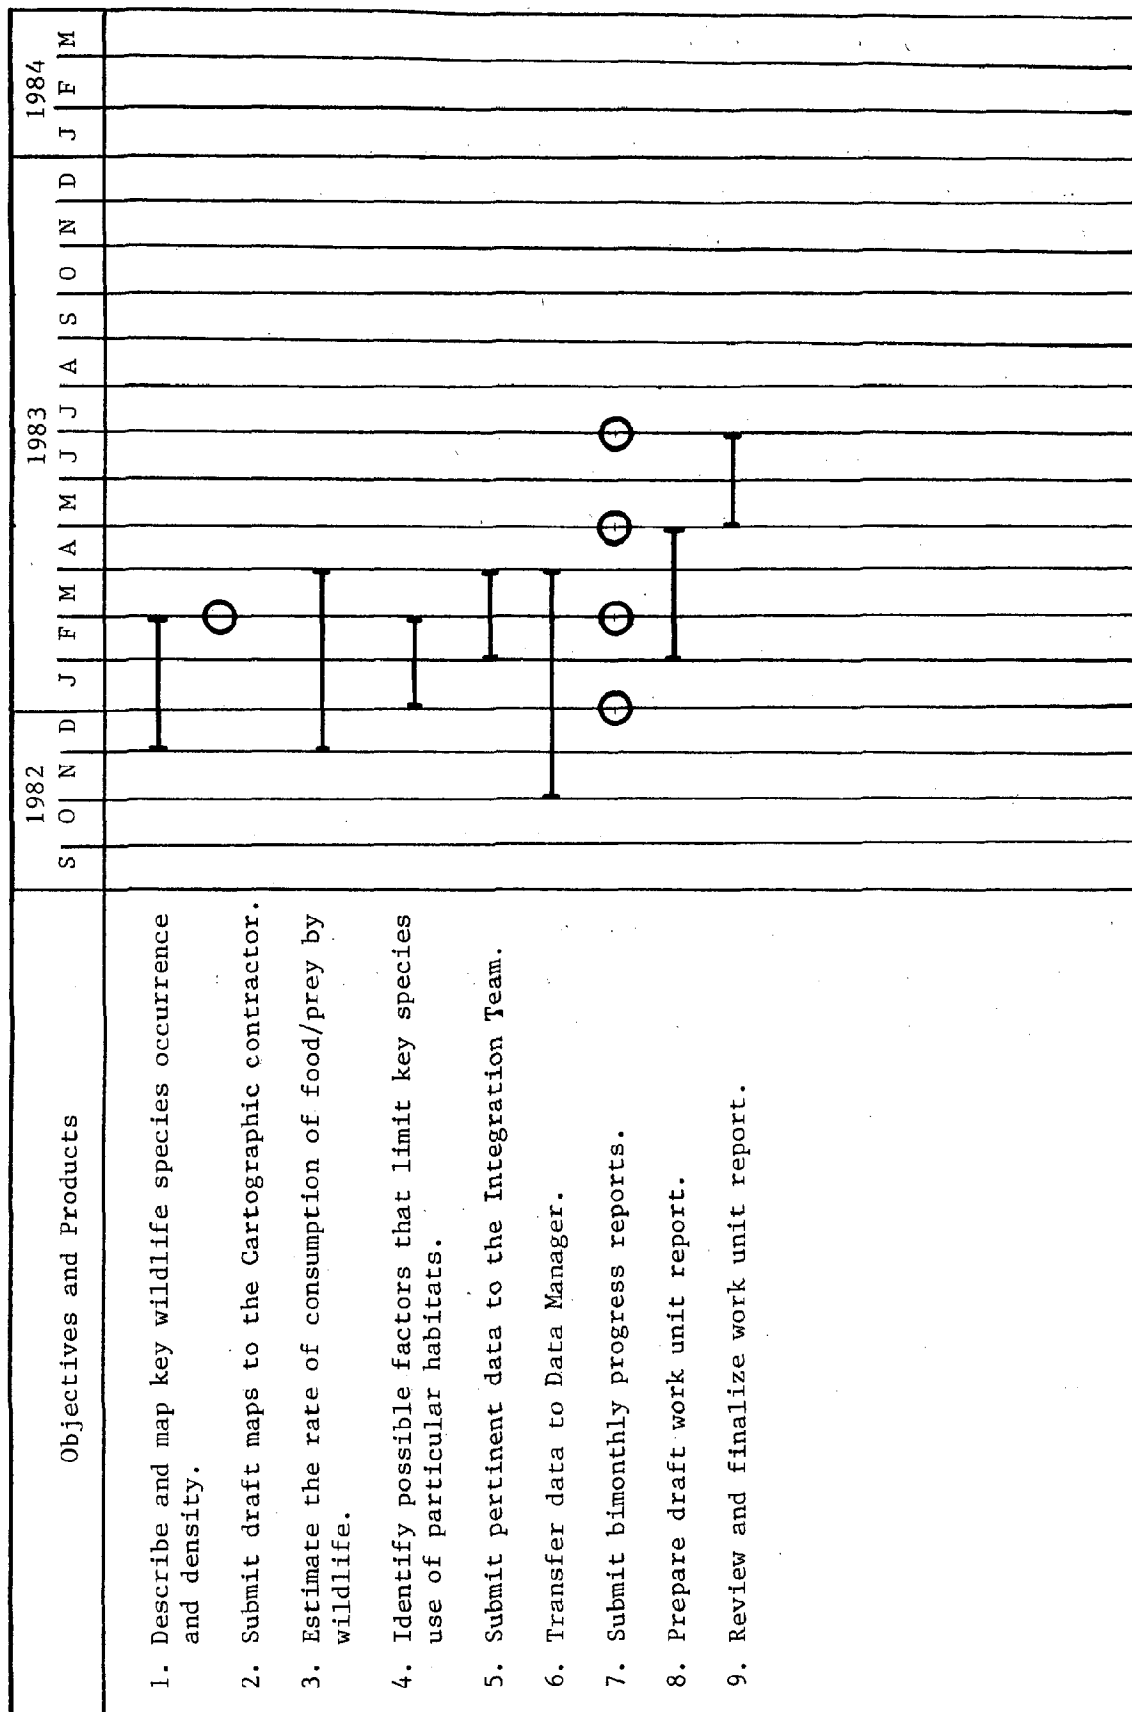 Objectives and Products
1982
1983
1984
S O N D J F M A M J J A S O N D J F M
1. Describe and map key wildlife species occurrence
and density.
2. Submit draft maps to the Cartographic contractor.
3. Estimate the rate of consumption of food/prey by
wildlife.
4. Identify possible factors that limit key species
use of particular habitats.
5. Submit pertinent data to the Integration Team.
6. Transfer data to Data Manager.
7. Submit bimonthly progress reports.
8. Prepare draft work unit report.
9. Review and finalize work unit report.